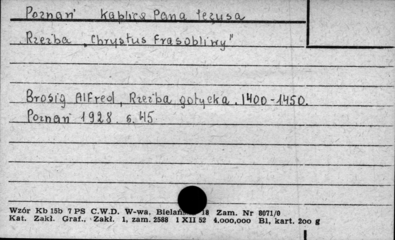 Poznań kaplica Pana Jezusa
Rzeźba „Chrystus Frasobliwy"
Brosig Alfred, Rzeźba gotycka. 1400-1450.
Poznań 1928 s. 45
Wzór Kb 15b 7 PS C.W.D. W-wa, 18 Zam. Nr 8071/0
Kat. Zakł. Graf., Zakł. 1, zam. 2588 1 XII 52 4,000,000 Bl, kart. 200 g